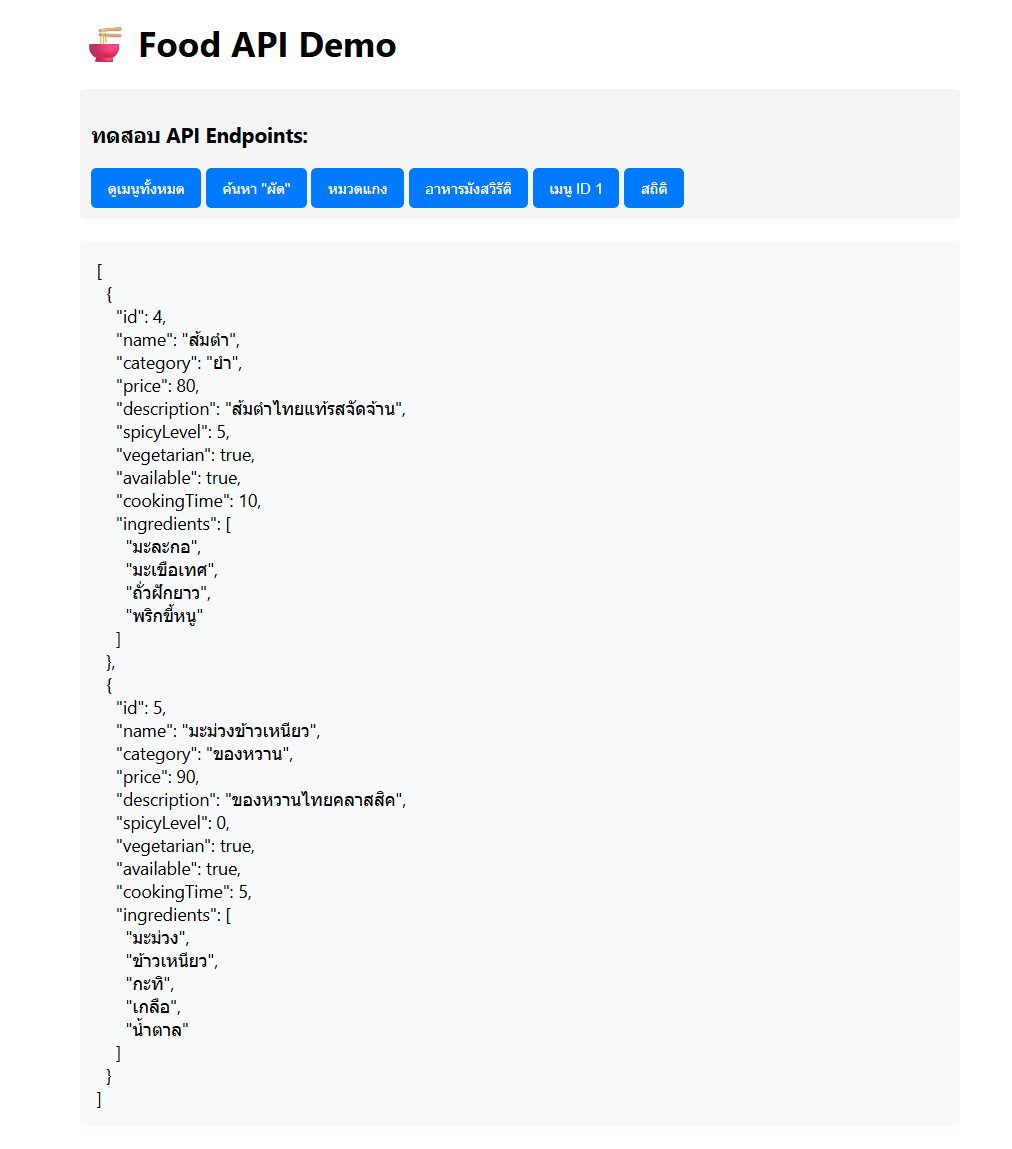 Food API Demo
ทดสอบ API Endpoints:
ดูเมนูทั้งหมด ค้นหา "ผัด" หมวดแกง อาหารมังสวิรัติ เมนู ID 1 สถิติ
[
{
"id": 4,
"name": "ส้มตำ",
"category": "ยำ",
"price": 80,
"description": "ส้มตำไทยแท้รสจัดจ้าน",
"spicyLevel": 5,
"vegetarian": true,
"available": true,
"cookingTime": 10,
"ingredients": [
"มะละกอ",
"มะเขือเทศ",
"ถั่วฝักยาว",
"พริกขี้หนู"
]
},
{
"id": 5,
"name": "มะม่วงข้าวเหนียว",
"category": "ของหวาน",
"price": 90,
"description": "ของหวานไทยคลาสสิค",
"spicyLevel": 0,
"vegetarian": true,
"available": true,
"cookingTime": 5,
"ingredients": [
"มะม่วง",
"ข้าวเหนียว",
"กะทิ",
"เกลือ",
"น้ำตาล"
]
}
]